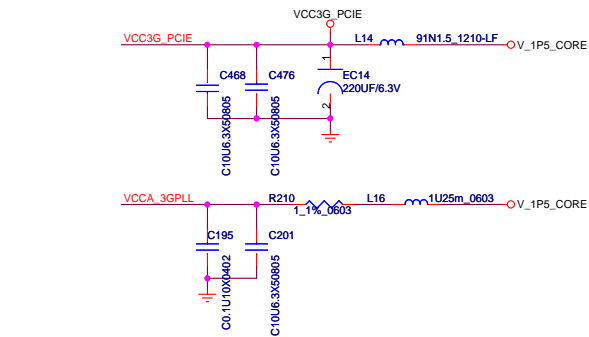 VCC3G_PCIE
VCC3G_PCIE
L14
91N1.5_1210-LF
V_1P5_CORE
C468
C476
1
EC14
220UF/6.3V
2
C10U6.3X50805
C10U6.3X50805
VCCA_3GPLL
R210
1_1%_0603
L16
1U25m_0603
V_1P5_CORE
C195
C201
C0.1U10X0402
C10U6.3X50805